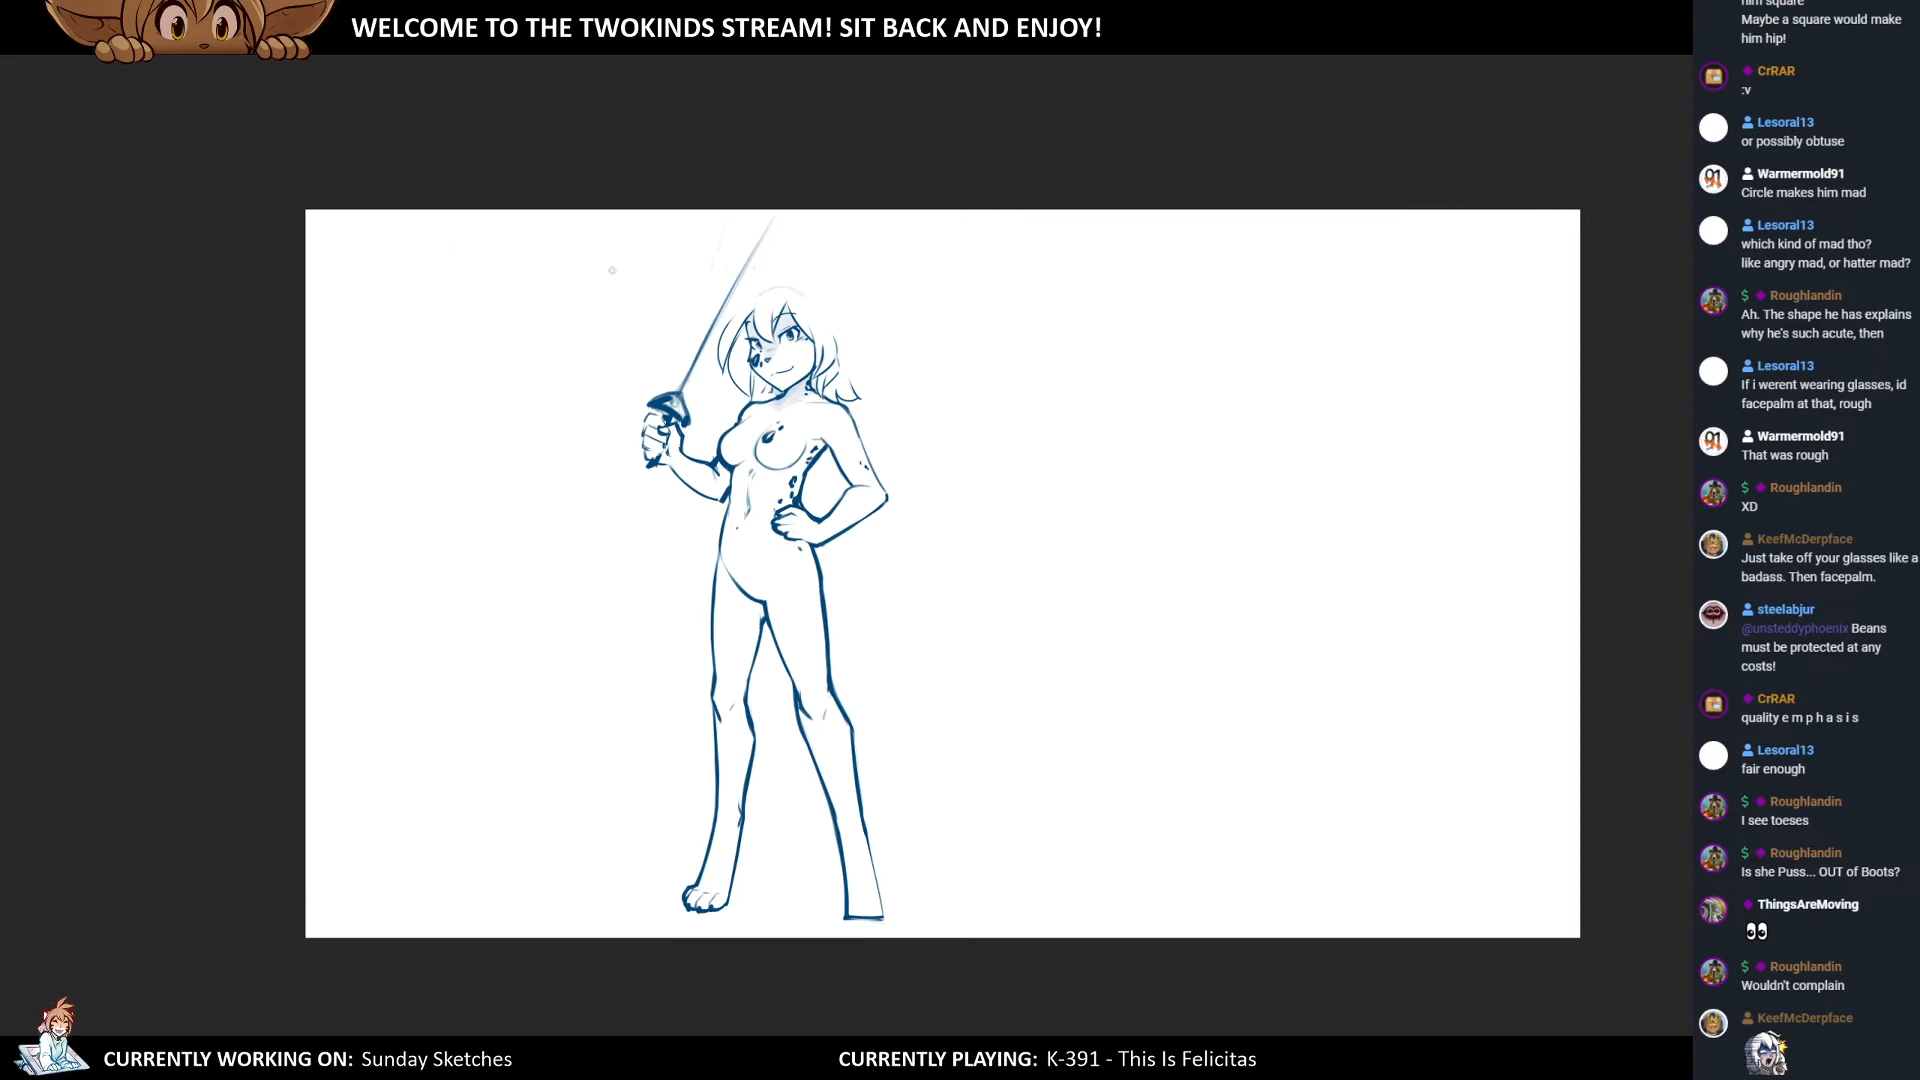 WELCOME TO THE TWOKINDS STREAM! SIT BACK AND ENJOY!
him square
Maybe a square would make
him hip!
CrRAR
:v
Lesoral13
or possibly obtuse
Warmermold91
Circle makes him mad
Lesoral13
which kind of mad tho?
like angry mad, or hatter mad?
$ Roughlandin
Ah. The shape he has explains
why he's such acute, then
Lesoral13
If i werent wearing glasses, id
facepalm at that, rough
Warmermold91
That was rough
$ Roughlandin
XD
KeefMcDerpface
Just take off your glasses like a
badass. Then facepalm.
steelabjur
@unsteddyphoenix Beans
must be protected at any
costs!
CrRAR
quality e m p h a s i s
Lesoral13
fair enough
$ Roughlandin
I see toeses
$ Roughlandin
Is she Puss... OUT of Boots?
ThingsAreMoving
$ Roughlandin
Wouldn't complain
KeefMcDerpface
CURRENTLY WORKING ON: Sunday Sketches
CURRENTLY PLAYING: K-391 - This Is Felicitas